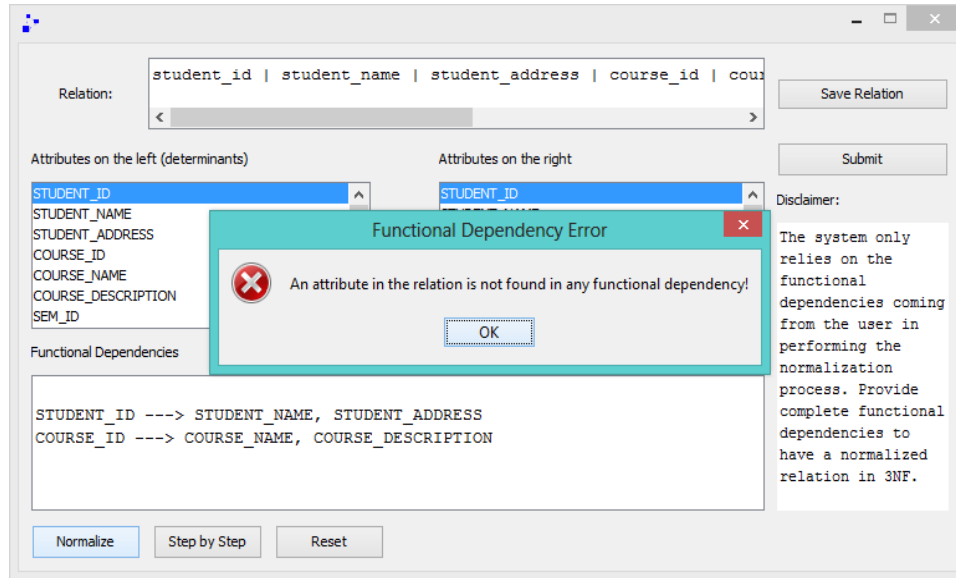 student_id | student_name | student_address | course_id | cour
Relation:
Save Relation
Attributes on the left (determinants)
Attributes on the right
Submit
STUDENT_ID
STUDENT_NAME
STUDENT_ADDRESS
COURSE_ID
COURSE_NAME
COURSE_DESCRIPTION
SEM_ID
STUDENT_ID
Disclaimer:
The system only
relies on the
functional
dependencies coming
from the user in
performing the
normalization
process. Provide
complete functional
dependencies to
have a normalized
relation in 3NF.
Functional Dependency Error
An attribute in the relation is not found in any functional dependency!
OK
Functional Dependencies
STUDENT_ID ---> STUDENT_NAME, STUDENT_ADDRESS
COURSE_ID ---> COURSE_NAME, COURSE_DESCRIPTION
Normalize
Step by Step
Reset